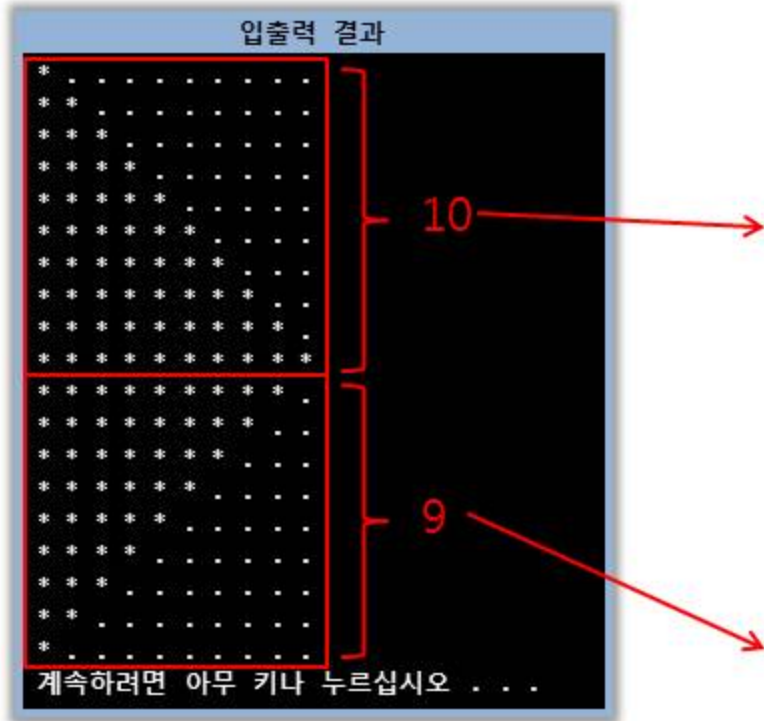 입출력 결과
* . . . . . . . . .
* * . . . . . . . .
* * * . . . . . . .
* * * * . . . . . .
* * * * * . . . . .
* * * * * * . . . .
* * * * * * * . . .
* * * * * * * * . .
* * * * * * * * * .
* * * * * * * * * *
10
* * * * * * * * * .
* * * * * * * * . .
* * * * * * * . . .
* * * * * * . . . .
* * * * * . . . . .
* * * * . . . . . .
* * * . . . . . . .
* * . . . . . . . .
* . . . . . . . . .
9
계속하려면 아무 키나 누르십시오 . . .